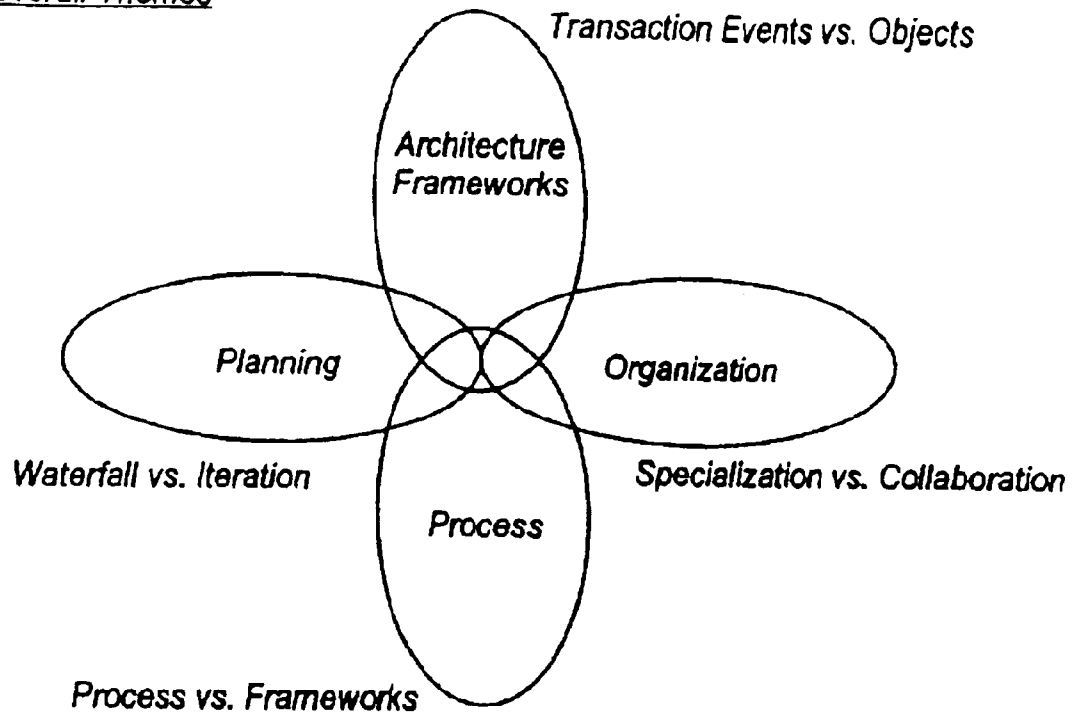 Transaction Events vs. Objects
Architecture
Frameworks
Planning
Organization
Waterfall vs. Iteration
Specialization vs. Collaboration
Process
Process vs. Frameworks